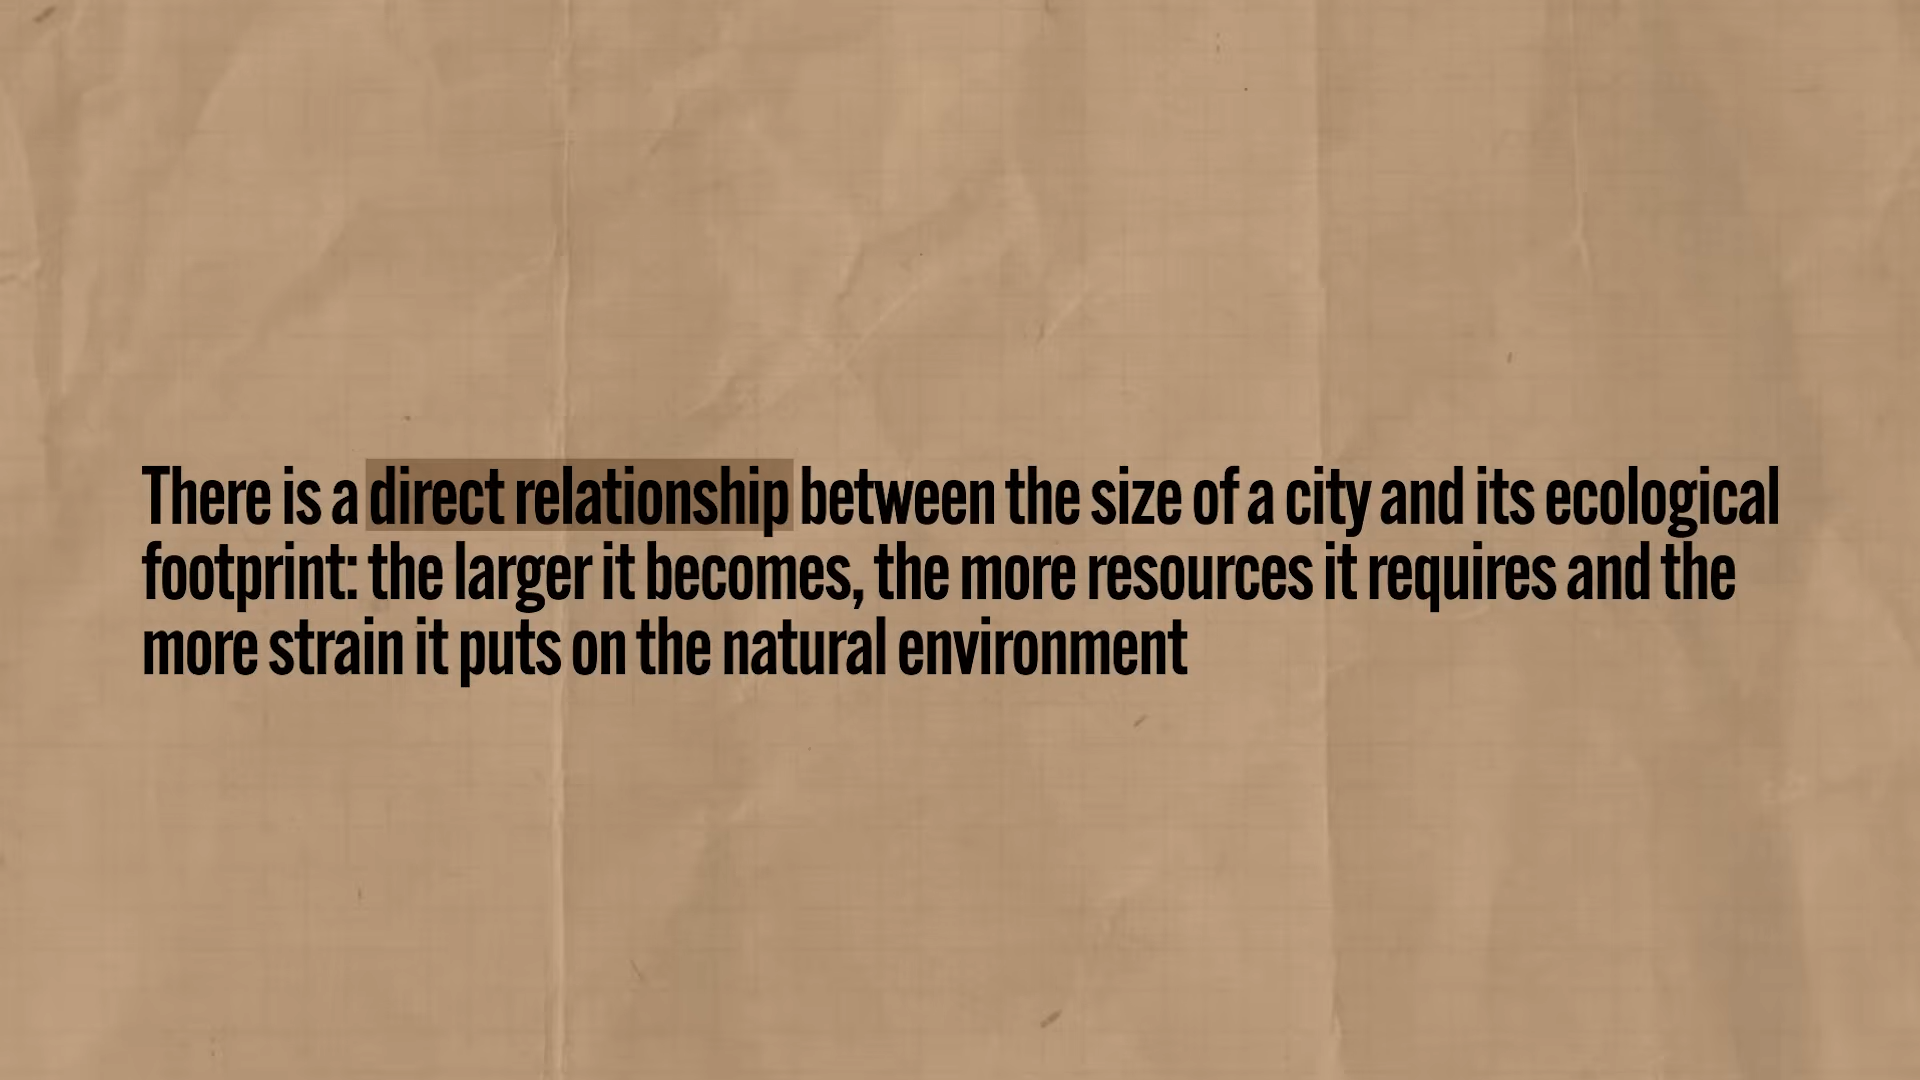 There is a direct relationship between the size of a city and its ecological
footprint: the larger it becomes, the more resources it requires and the
more strain it puts on the natural environment